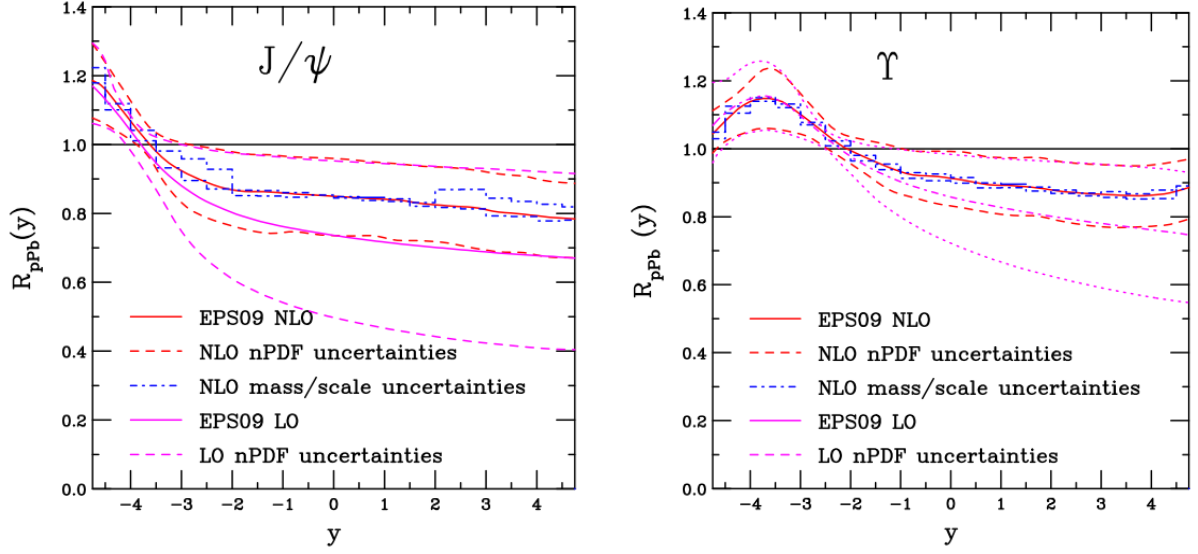 J/ψ
R_pPb(y)
1.4
1.2
1.0
0.8
0.6
0.4
0.2
0.0
EPS09 NLO
NLO nPDF uncertainties
NLO mass/scale uncertainties
EPS09 LO
LO nPDF uncertainties
−4 −3 −2 −1 0 1 2 3 4
y
ϒ
R_pPb (y)
1.4
1.2
1.0
0.8
0.6
0.4
0.2
0.0
EPS09 NLO
NLO nPDF uncertainties
NLO mass/scale uncertainties
EPS09 LO
LO nPDF uncertainties
−4 −3 −2 −1 0 1 2 3 4
y